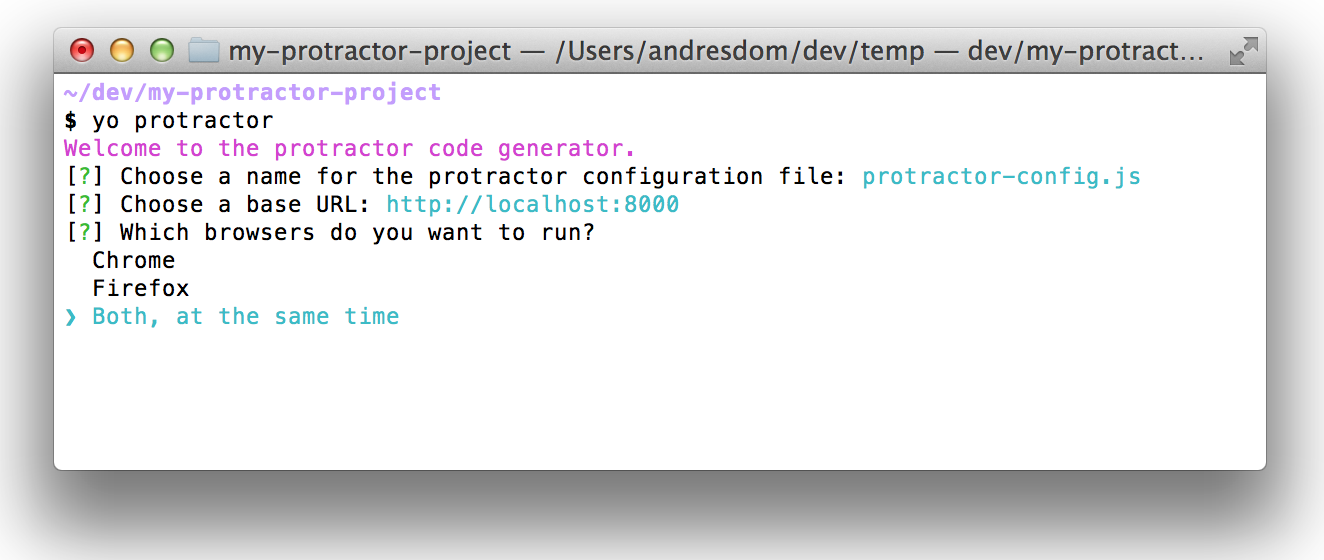 my-protractor-project — /Users/andresdom/dev/temp — dev/my-protract...
~/dev/my-protractor-project
$ yo protractor
Welcome to the protractor code generator.
[?] Choose a name for the protractor configuration file: protractor-config.js
[?] Choose a base URL: http://localhost:8000
[?] Which browsers do you want to run?
  Chrome
  Firefox
❯ Both, at the same time